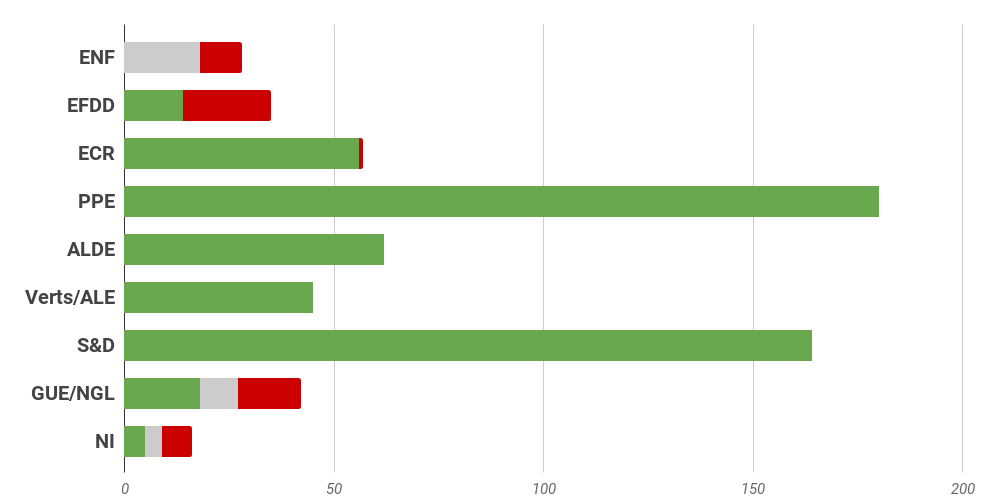 ENF
EFDD
ECR
PPE
ALDE
Verts/ALE
S&D
GUE/NGL
NI
0 50 100 150 200